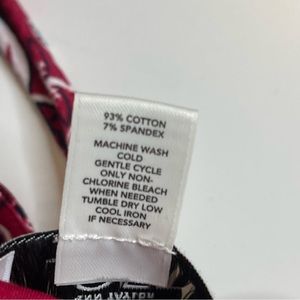 93% COTTON
7% SPANDEX
MACHINE WASH
COLD
GENTLE CYCLE
ONLY NON-
CHLORINE BLEACH
WHEN NEEDED
TUMBLE DRY LOW
COOL IRON
IF NECESSARY